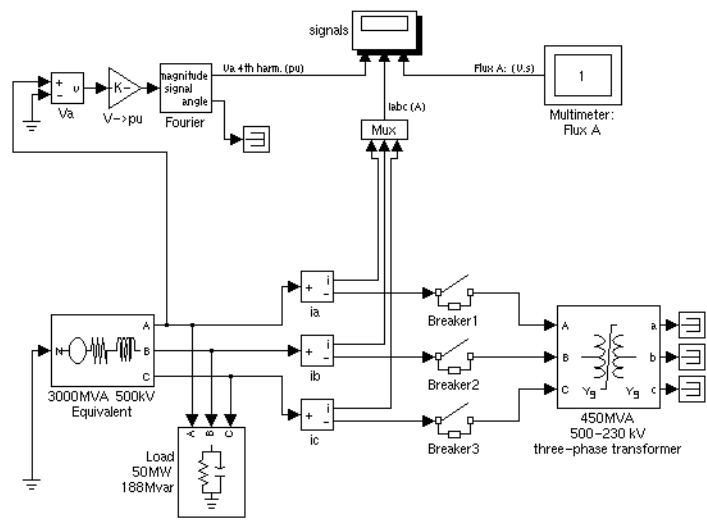 signals
Va 4th harm. (pu)
Flux A: (V.s)
+
-
v
Va
K-
V->pu
magnitude
signal
angle
Fourier
1
Multimeter:
Flux A
Iabc (A)
Mux
+
i
-
ia
Breaker1
N
A
B
C
3000MVA 500kV
Equivalent
+
i
-
ib
Breaker2
+
i
-
ic
Breaker3
A
B
C
Yg
Yg
a
b
c
450MVA
500-230 kV
three-phase transformer
A
B
C
Load
50MW
188Mvar